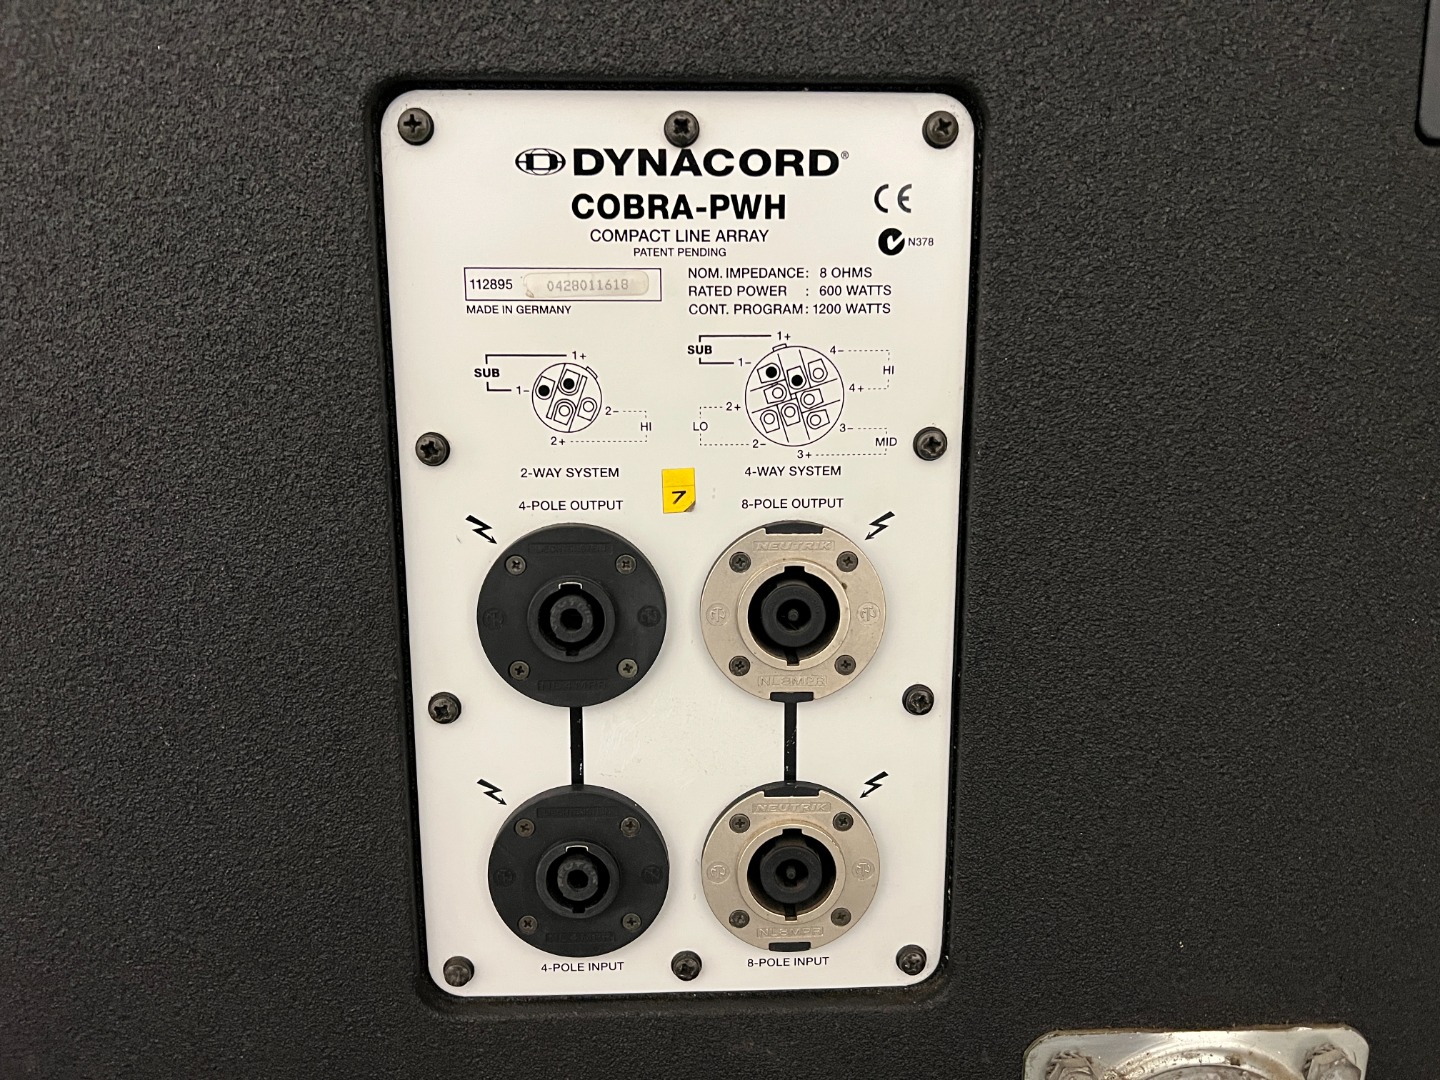 DYNACORD®
COBRA-PWH
COMPACT LINE ARRAY
PATENT PENDING
CE
N378
112895 0428011618
MADE IN GERMANY
NOM. IMPEDANCE: 8 OHMS
RATED POWER : 600 WATTS
CONT. PROGRAM: 1200 WATTS
SUB
1+
1-
2-
HI
2+
2-WAY SYSTEM
SUB
1+
1-
4-
HI
4+
2+
LO
2-
3-
MID
3+
4-WAY SYSTEM
7
4-POLE OUTPUT
8-POLE OUTPUT
NEUTRIK
NL8MPR
NEUTRIK
NL8MPR
4-POLE INPUT
8-POLE INPUT